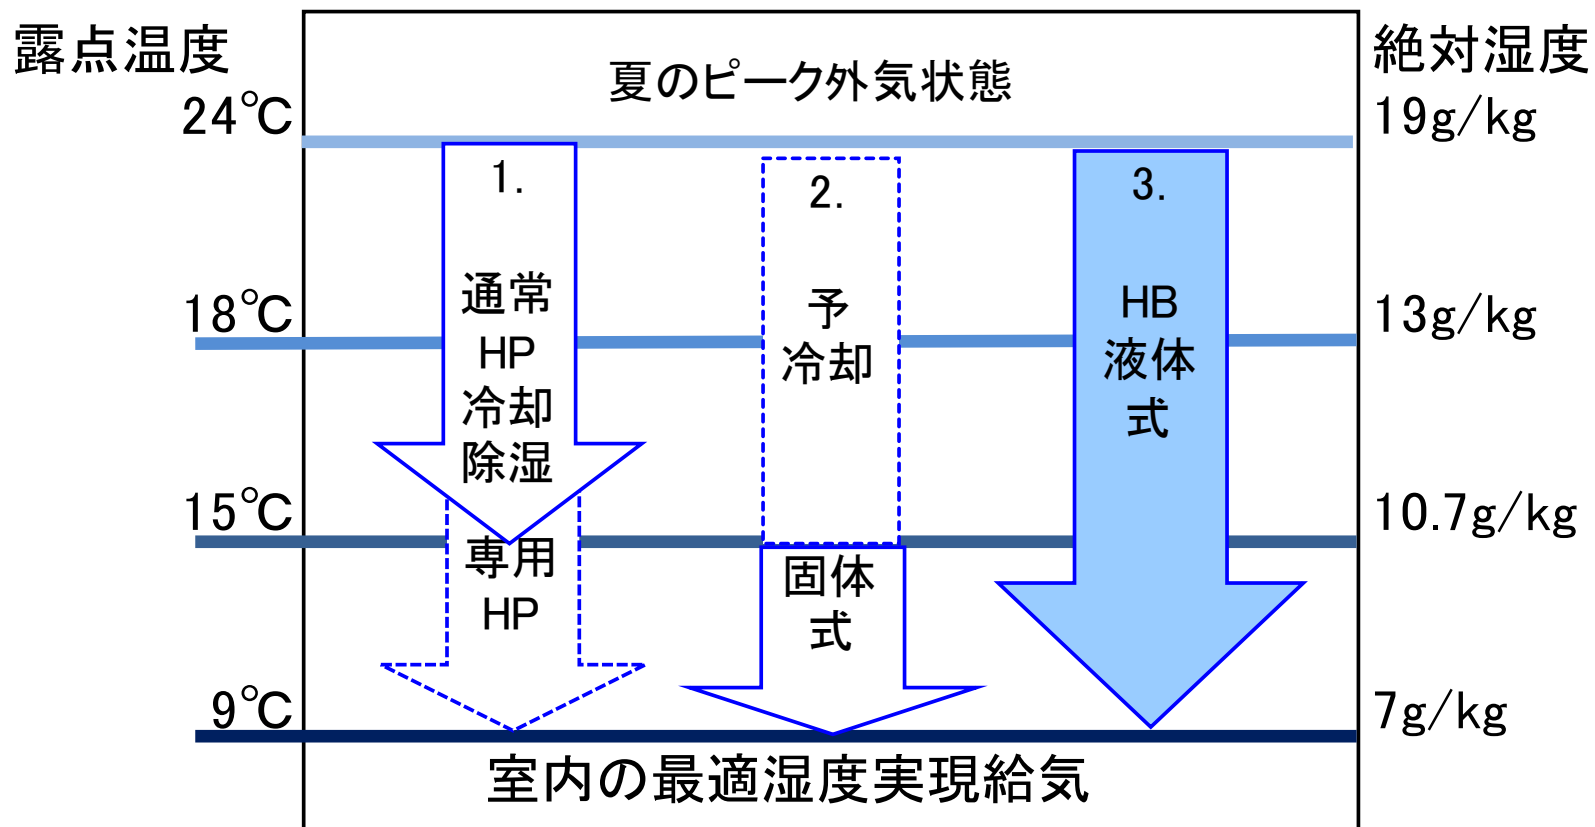 露点温度
絶対湿度
夏のピーク外気状態
24℃
19g/kg
1.
2.
3.
通常
HP
冷却
除湿
予
冷却
HB
液体
式
18℃
13g/kg
15℃
10.7g/kg
専用
HP
固体
式
9℃
7g/kg
室内の最適湿度実現給気